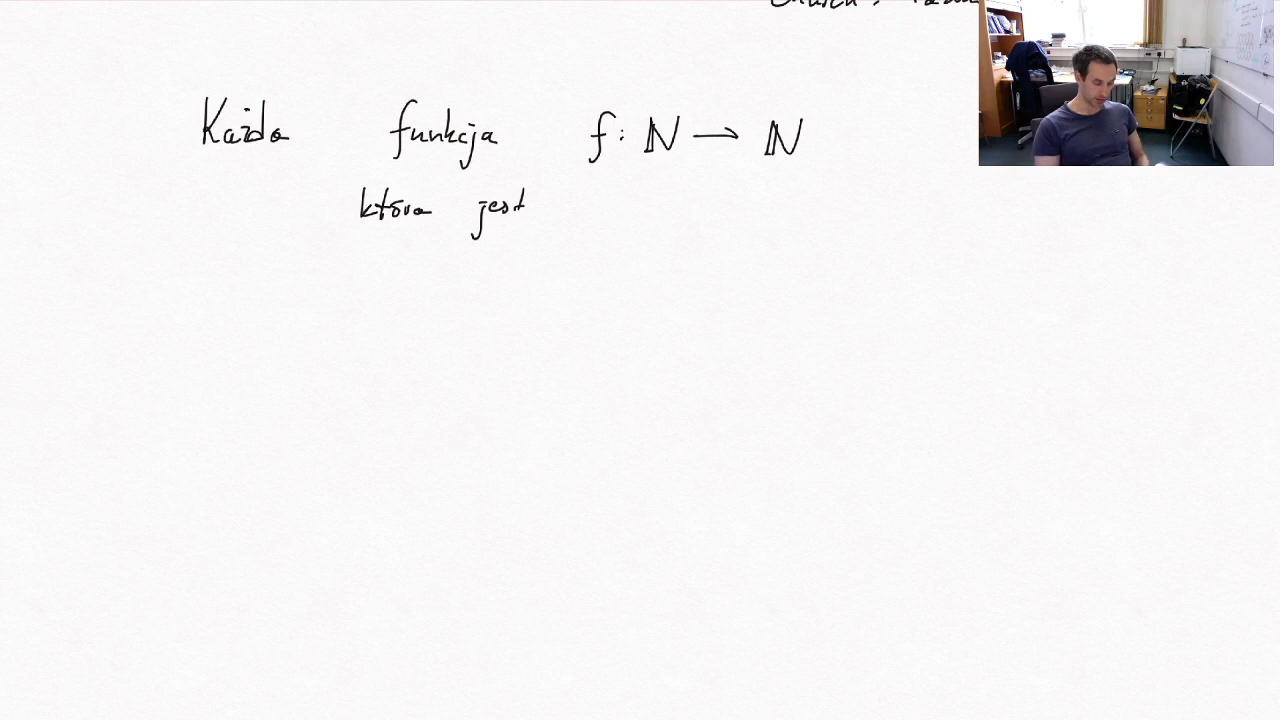 Każda funkcja f: ℕ → ℕ
która jest